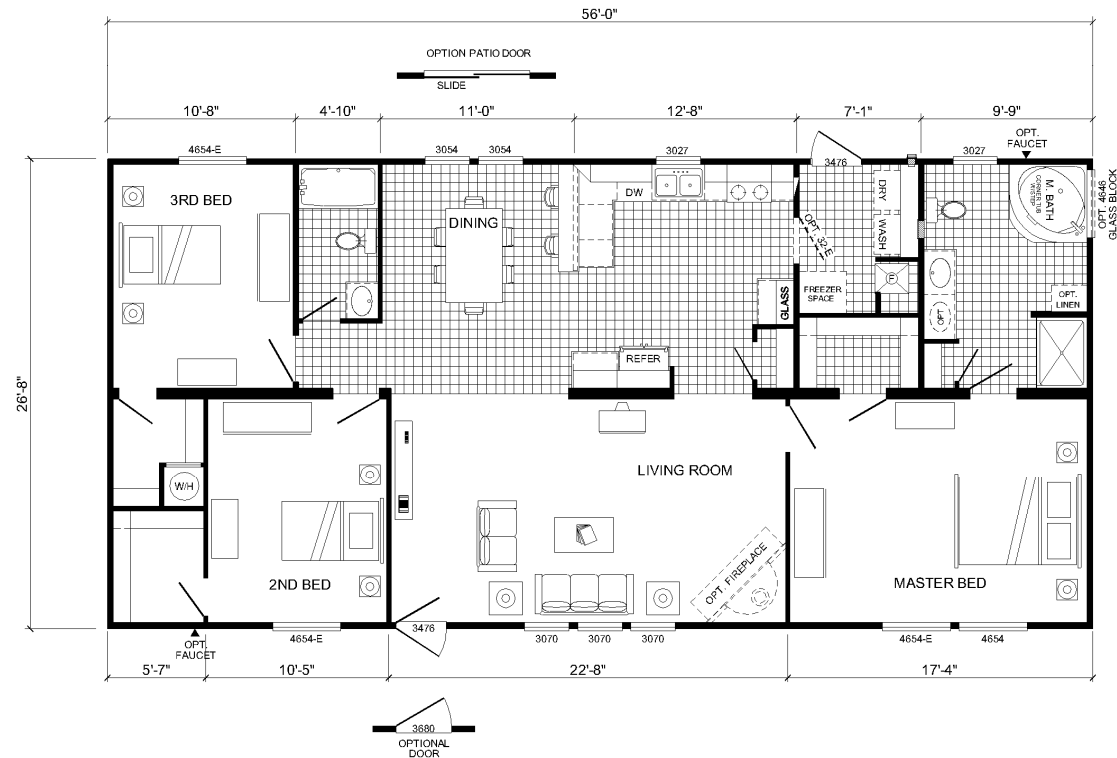 56'-0"
OPTION PATIO DOOR
SLIDE
10'-8"
4'-10"
11'-0"
12'-8"
7'-1"
9'-9"
OPT.
FAUCET
4654-E
3054
3054
3027
3476
3027
3RD BED
DINING
DW
DRY
WASH
OPT. 32-E
M. BATH
CORNER TUB
W/STEP
OPT. 4646
GLASS BLOCK
FREEZER
SPACE
E
GLASS
OPT
OPT.
LINEN
REFER
26'-8"
W/H
LIVING ROOM
2ND BED
OPT. FIREPLACE
MASTER BED
OPT.
FAUCET
4654-E
3476
3070
3070
3070
4654-E
4654
5'-7"
10'-5"
22'-8"
17'-4"
3680
OPTIONAL
DOOR